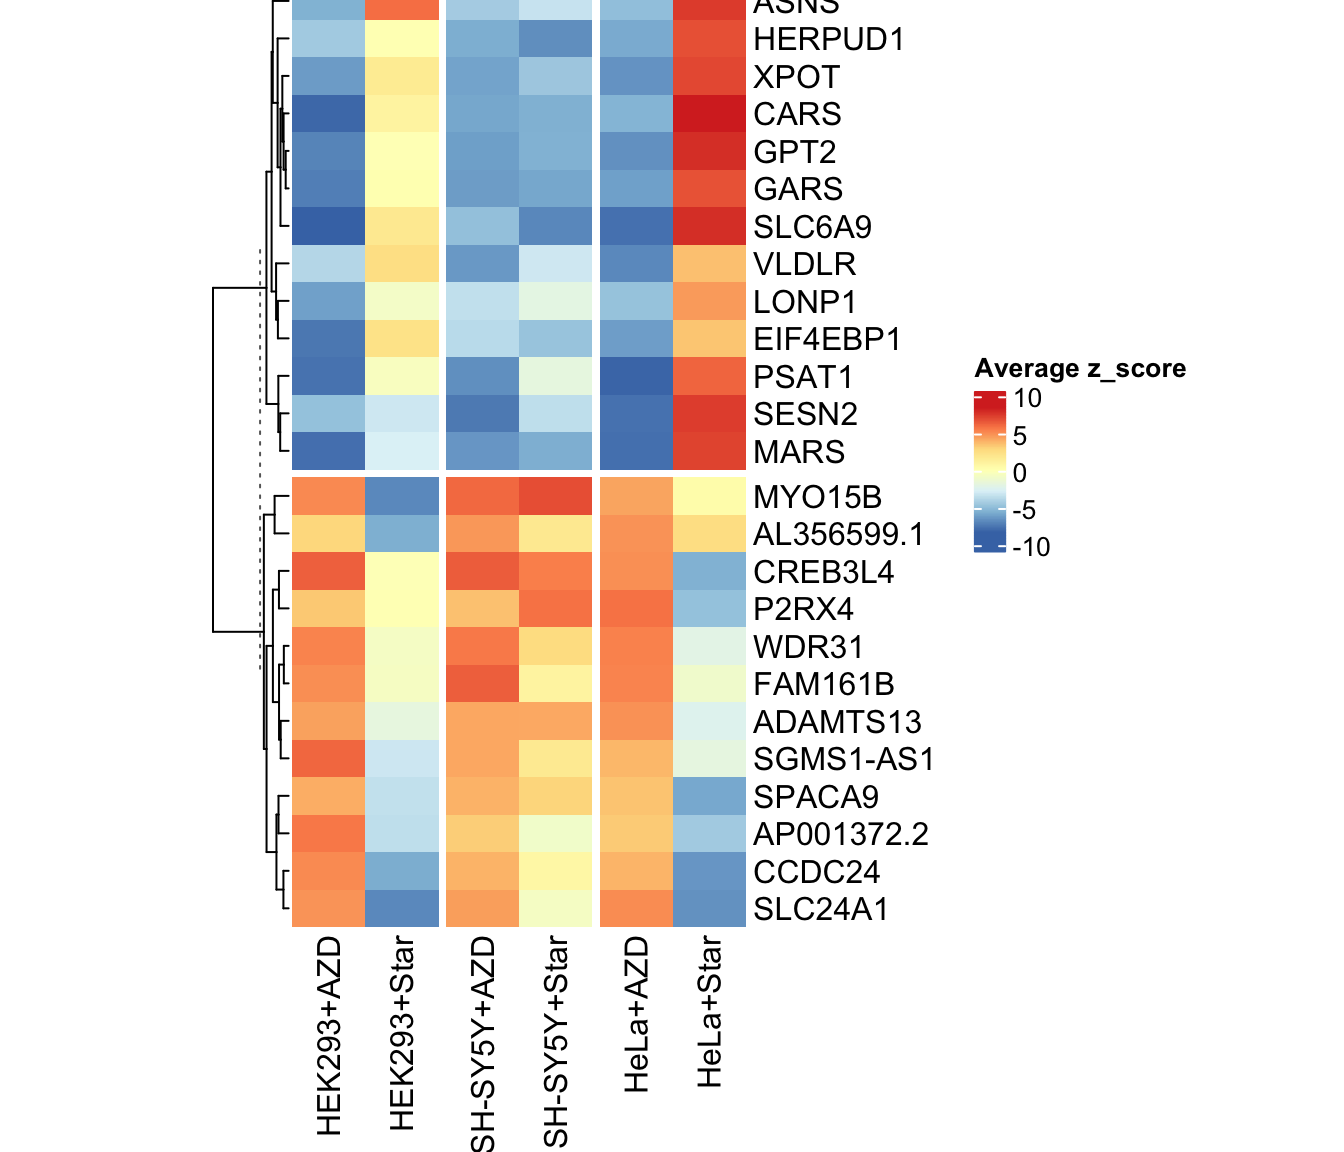 ASNS
HERPUD1
XPOT
CARS
GPT2
GARS
SLC6A9
VLDLR
LONP1
EIF4EBP1
PSAT1
SESN2
MARS
MYO15B
AL356599.1
CREB3L4
P2RX4
WDR31
FAM161B
ADAMTS13
SGMS1-AS1
SPACA9
AP001372.2
CCDC24
SLC24A1
Average z_score
10
5
0
-5
-10
HEK293+AZD
HEK293+Star
SH-SY5Y+AZD
SH-SY5Y+Star
HeLa+AZD
HeLa+Star